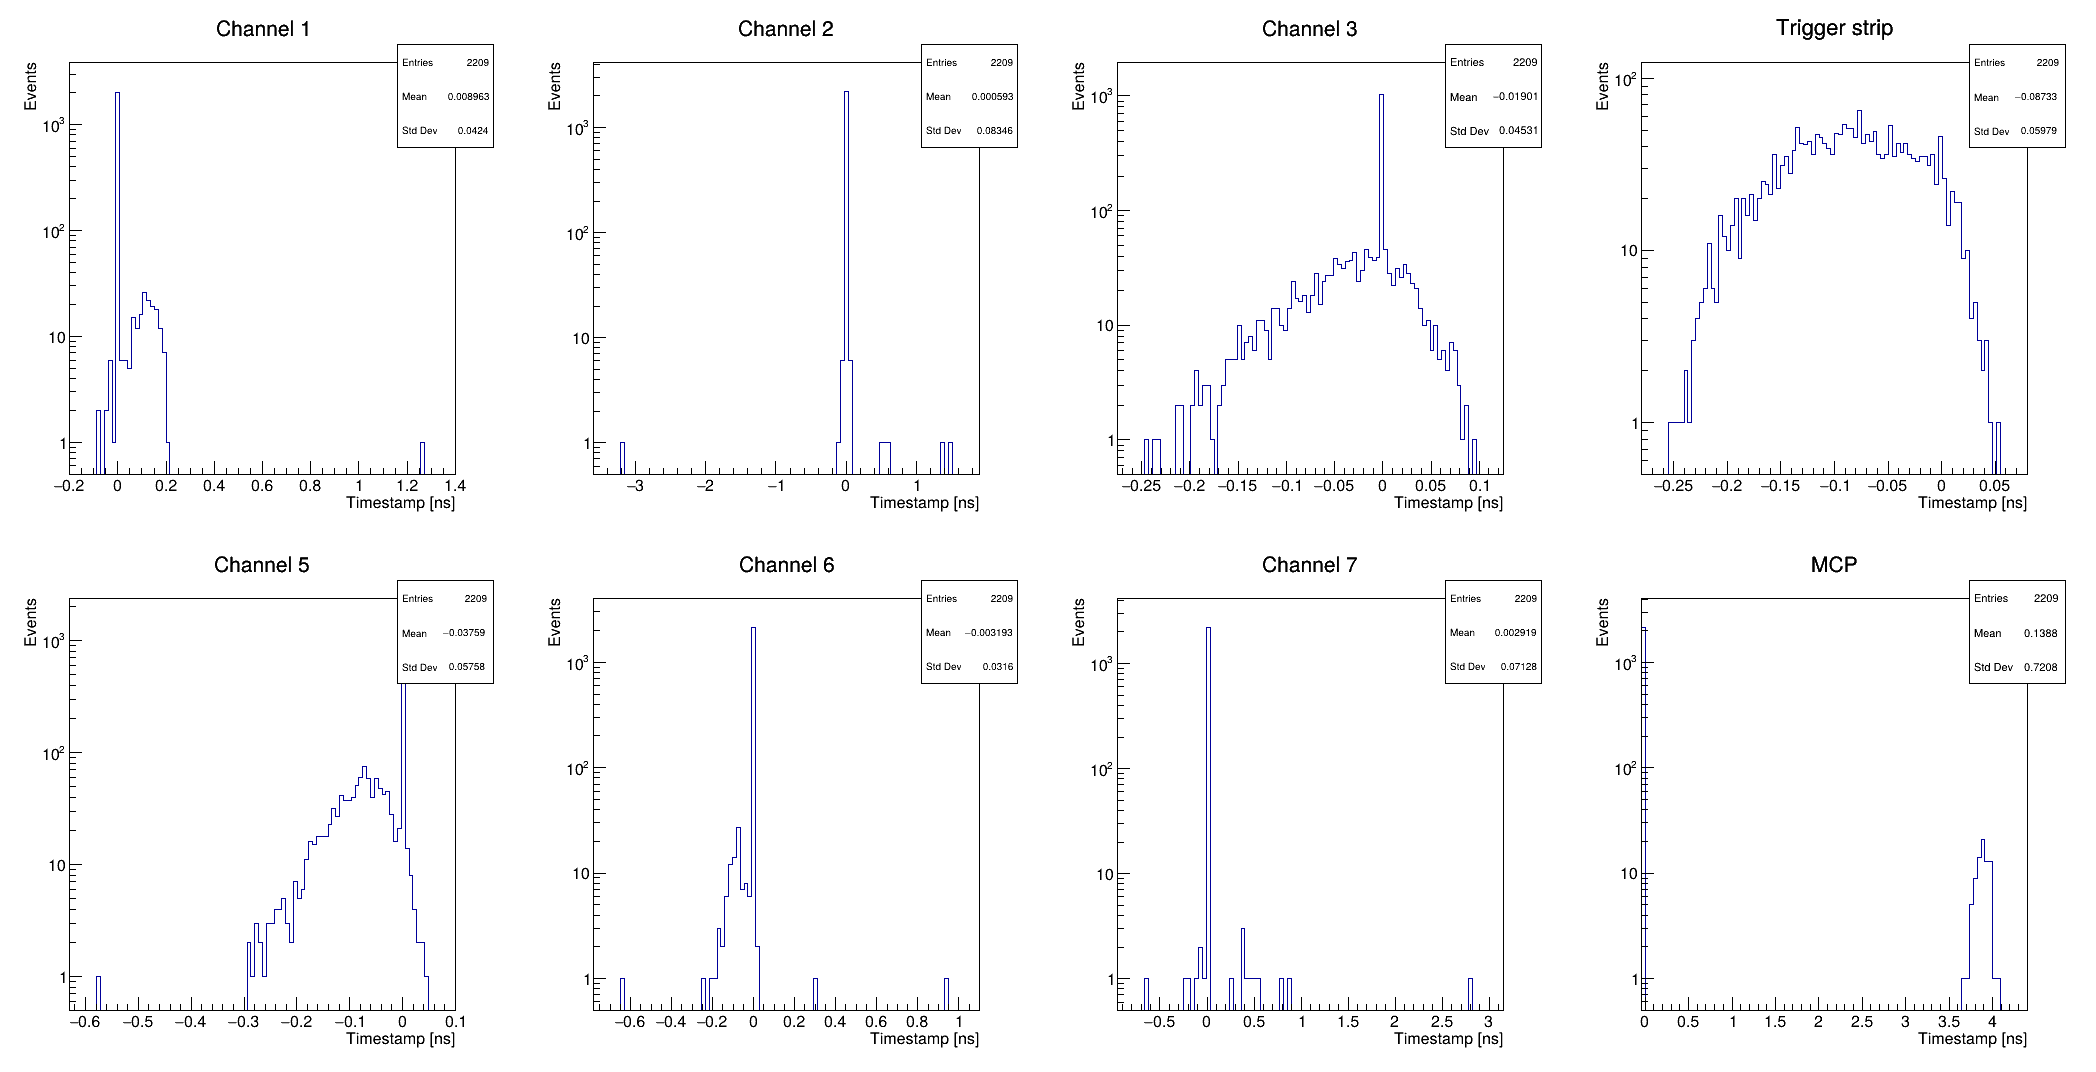 Channel 1
Events
Entries 2209
Mean 0.008963
Std Dev 0.0424
10³
10²
10
1
−0.2 0 0.2 0.4 0.6 0.8 1 1.2 1.4
Timestamp [ns]
Channel 2
Events
Entries 2209
Mean 0.000593
Std Dev 0.08346
10³
10²
10
1
−3 −2 −1 0 1
Timestamp [ns]
Channel 3
Events
Entries 2209
Mean −0.01901
Std Dev 0.04531
10³
10²
10
1
−0.25 −0.2 −0.15 −0.1 −0.05 0 0.05 0.1
Timestamp [ns]
Trigger strip
Events
Entries 2209
Mean −0.08733
Std Dev 0.05979
10²
10
1
−0.25 −0.2 −0.15 −0.1 −0.05 0 0.05
Timestamp [ns]
Channel 5
Events
Entries 2209
Mean −0.03759
Std Dev 0.05758
10³
10²
10
1
−0.6 −0.5 −0.4 −0.3 −0.2 −0.1 0 0.1
Timestamp [ns]
Channel 6
Events
Entries 2209
Mean −0.003193
Std Dev 0.0316
10³
10²
10
1
−0.6 −0.4 −0.2 0 0.2 0.4 0.6 0.8 1
Timestamp [ns]
Channel 7
Events
Entries 2209
Mean 0.002919
Std Dev 0.07128
10³
10²
10
1
−0.5 0 0.5 1 1.5 2 2.5 3
Timestamp [ns]
MCP
Events
Entries 2209
Mean 0.1388
Std Dev 0.7208
10³
10²
10
1
0 0.5 1 1.5 2 2.5 3 3.5 4
Timestamp [ns]